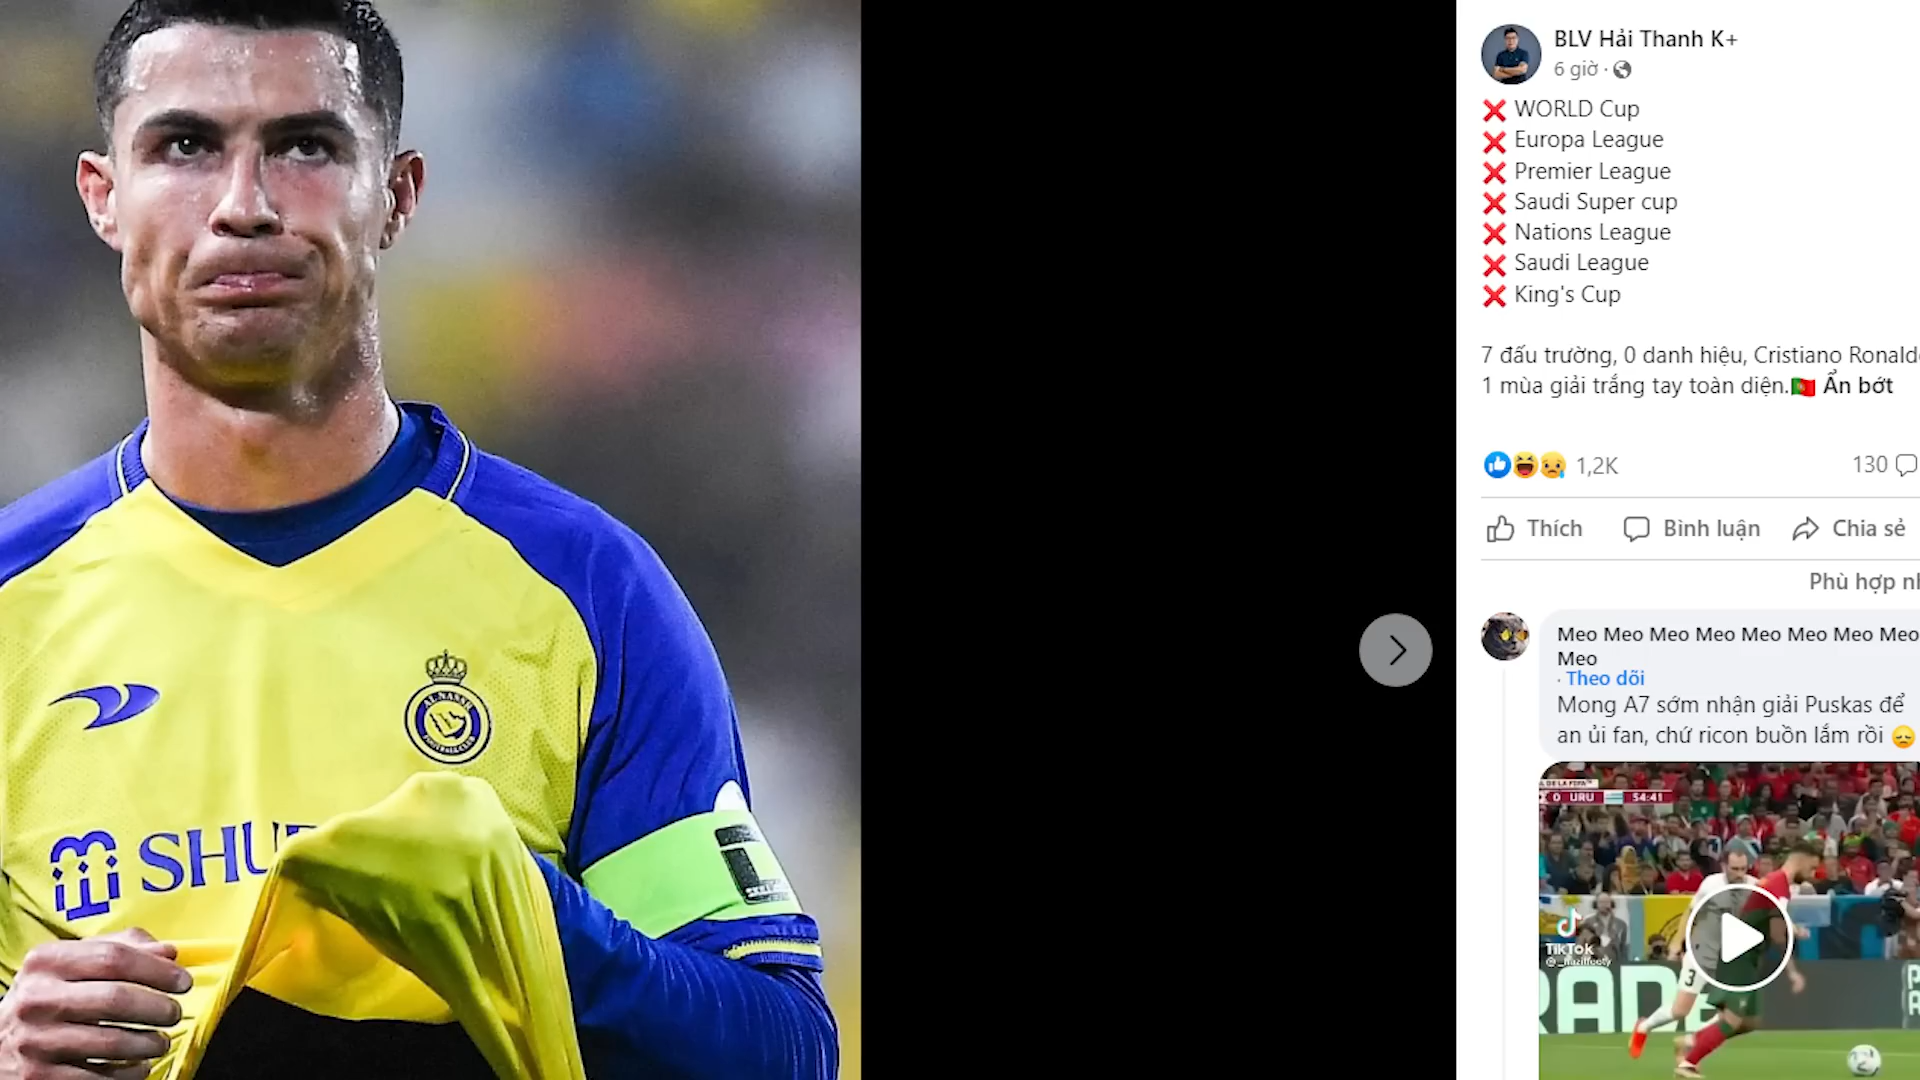 BLV Hải Thanh K+
6 giờ ·
❌ WORLD Cup
❌ Europa League
❌ Premier League
❌ Saudi Super cup
❌ Nations League
❌ Saudi League
❌ King's Cup
7 đấu trường, 0 danh hiệu, Cristiano
1 mùa giải trắng tay toàn diện.🇵🇹 Ẩn bớt
1,2K
130
Thích
Bình luận
Chia sẻ
Phù hợp
Meo Meo Meo Meo Meo Meo Meo Meo
Meo
· Theo dõi
Mong A7 sớm nhận giải Puskas để
an ủi fan, chứ ricon buồn lắm rồi 😞
0 URU 54:41
TikTok
3
AL NASSR
FOOTBALL CLUB